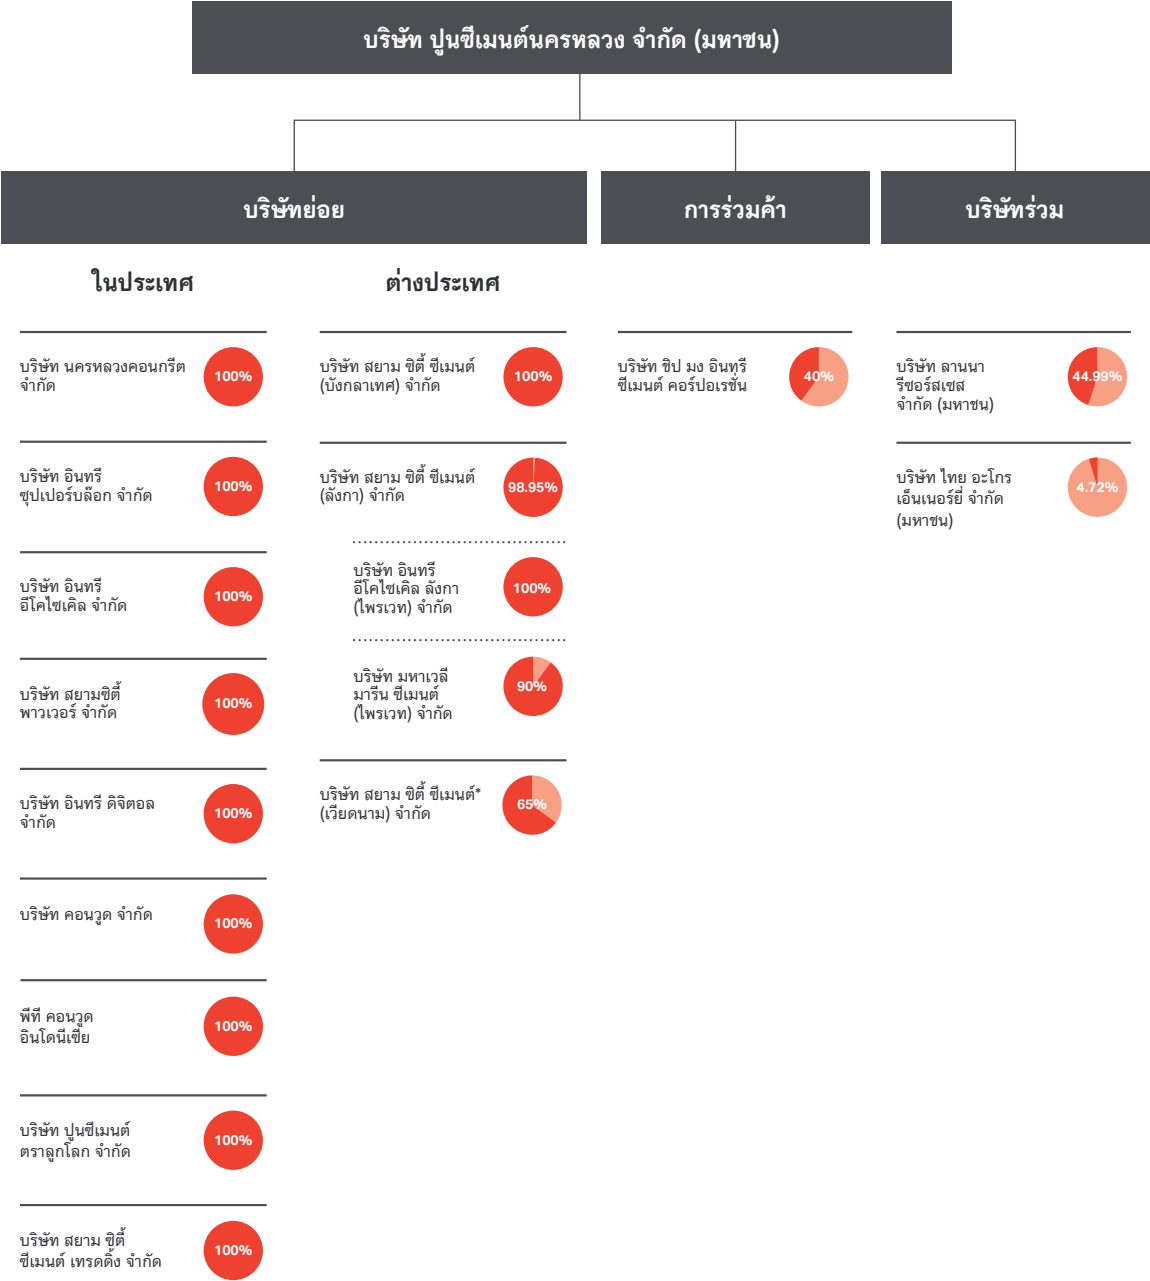 บริษัท ปูนซีเมนต์นครหลวง จำกัด (มหาชน)
บริษัทย่อย
การร่วมค้า
บริษัทร่วม
ในประเทศ
ต่างประเทศ
บริษัท นครหลวงคอนกรีต
จำกัด
100%
บริษัท อินทรี
ซุปเปอร์บล๊อก จำกัด
100%
บริษัท อินทรี
อีโคไซเคิล จำกัด
100%
บริษัท สยามซิตี้
พาวเวอร์ จำกัด
100%
บริษัท อินทรี ดิจิตอล
จำกัด
100%
บริษัท คอนวูด จำกัด
100%
พีที คอนวูด
อินโดนีเซีย
100%
บริษัท ปูนซีเมนต์
ตราลูกโลก จำกัด
100%
บริษัท สยาม ซิตี้
ซีเมนต์ เทรดดิ้ง จำกัด
100%
บริษัท สยาม ซิตี้ ซีเมนต์
(บังกลาเทศ) จำกัด
100%
บริษัท สยาม ซิตี้ ซีเมนต์
(ลังกา) จำกัด
98.95%
บริษัท อินทรี
อีโคไซเคิล ลังกา
(ไพรเวท) จำกัด
100%
บริษัท มหาเวลี
มารีน ซีเมนต์
(ไพรเวท) จำกัด
90%
บริษัท สยาม ซิตี้ ซีเมนต์*
(เวียดนาม) จำกัด
65%
บริษัท ชิป มง อินทรี
ซีเมนต์ คอร์ปอเรชั่น
40%
บริษัท ลานนา
รีซอร์สเซส
จำกัด (มหาชน)
44.99%
บริษัท ไทย อะโกร
เอ็นเนอร์ยี่ จำกัด
(มหาชน)
4.72%